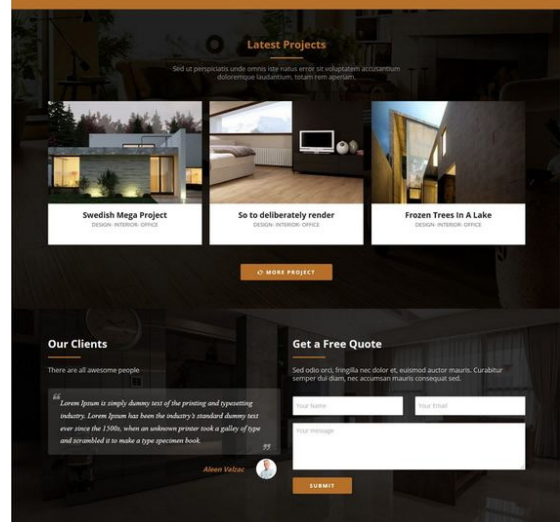 Latest Projects
Sed ut perspiciatis unde omnis iste natus error sit voluptatem accusantium
doloremque laudantium, totam rem aperiam.
Swedish Mega Project
DESIGN- INTERIOR- OFFICE
So to deliberately render
DESIGN- INTERIOR- OFFICE
Frozen Trees In A Lake
DESIGN- INTERIOR- OFFICE
MORE PROJECT
Our Clients
There are all awesome people
“ Lorem Ipsum is simply dummy text of the printing and typesetting
industry. Lorem Ipsum has been the industry's standard dummy text
ever since the 1500s, when an unknown printer took a galley of type
and scrambled it to make a type specimen book. ”
Aleen Valzac
Get a Free Quote
Sed odio orci, fringilla nec dolor et, euismod auctor mauris. Curabitur
semper dui diam, nec accumsan mauris consequat sed.
Your Name
Your Email
Your message
SUBMIT